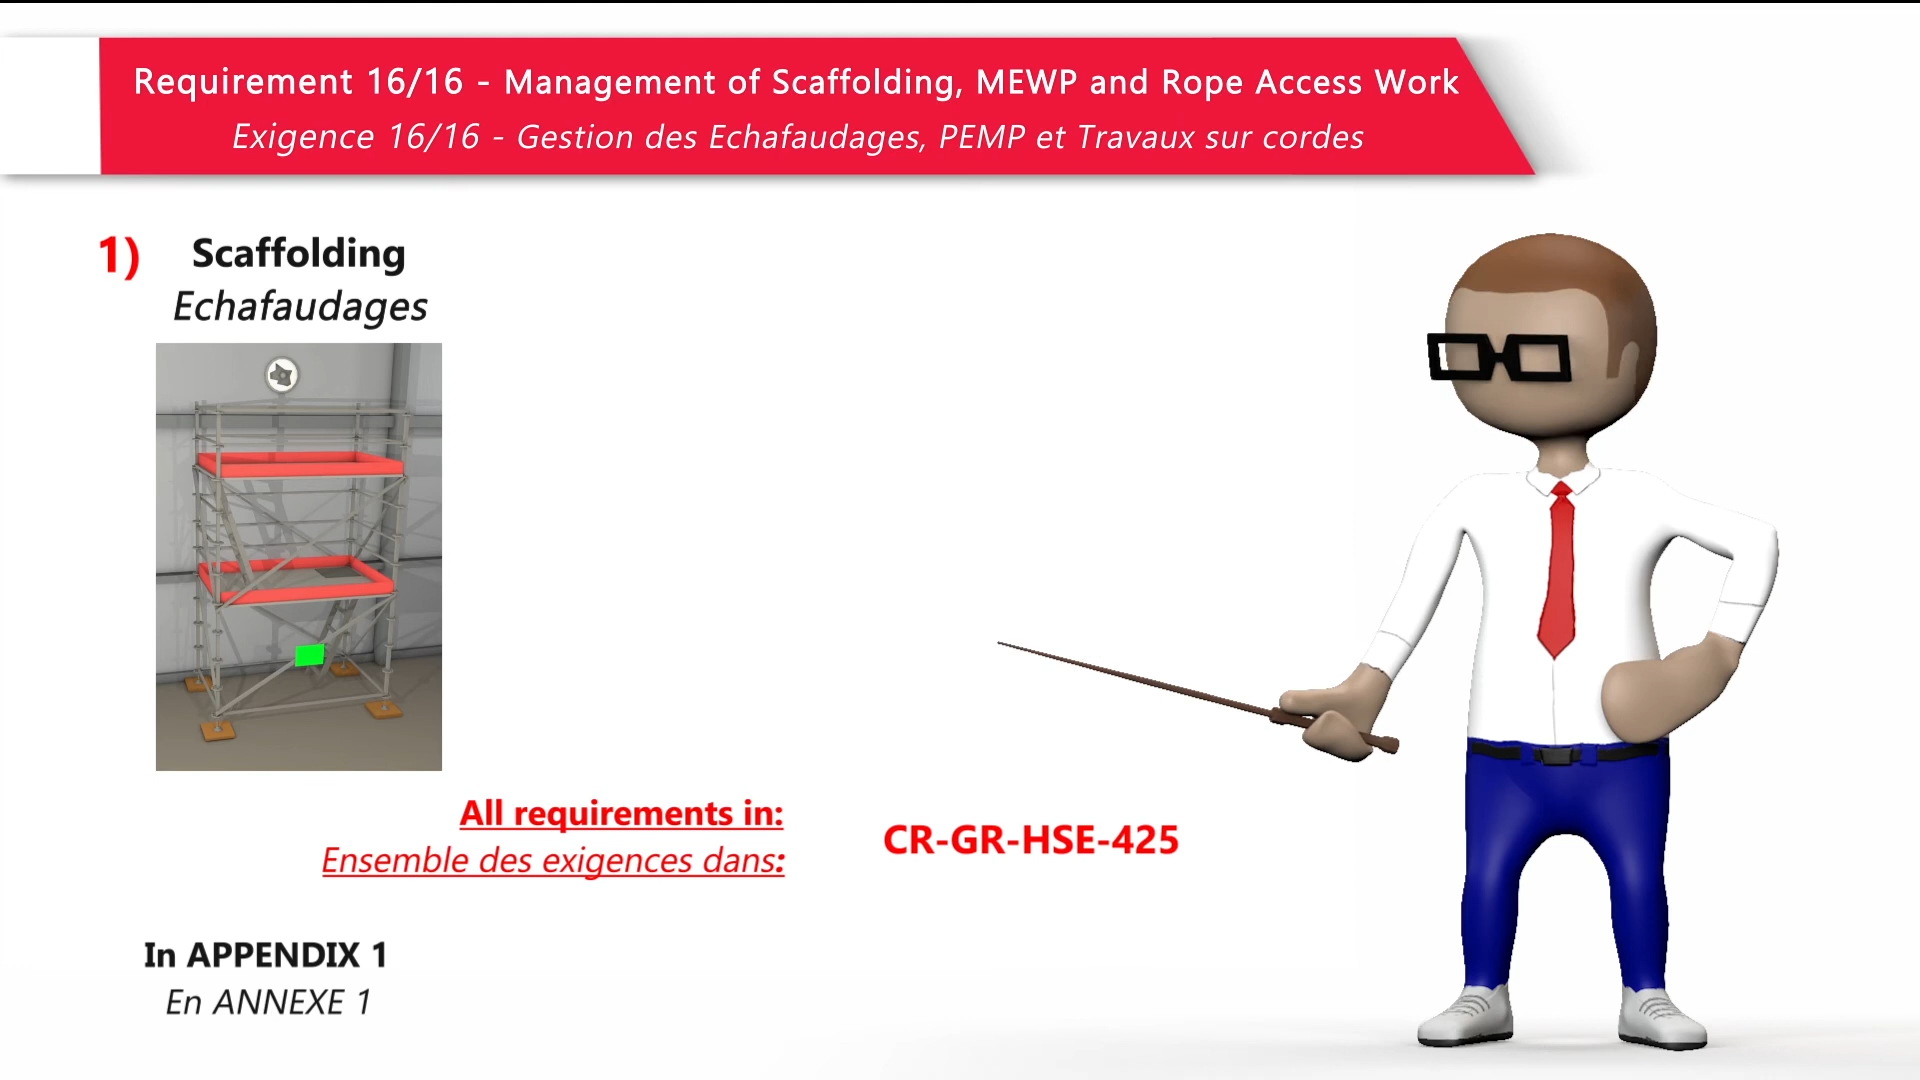 Requirement 16/16 - Management of Scaffolding, MEWP and Rope Access Work
Exigence 16/16 - Gestion des Echafaudages, PEMP et Travaux sur cordes
1) Scaffolding
Echafaudages
All requirements in:
Ensemble des exigences dans:
CR-GR-HSE-425
In APPENDIX 1
En ANNEXE 1